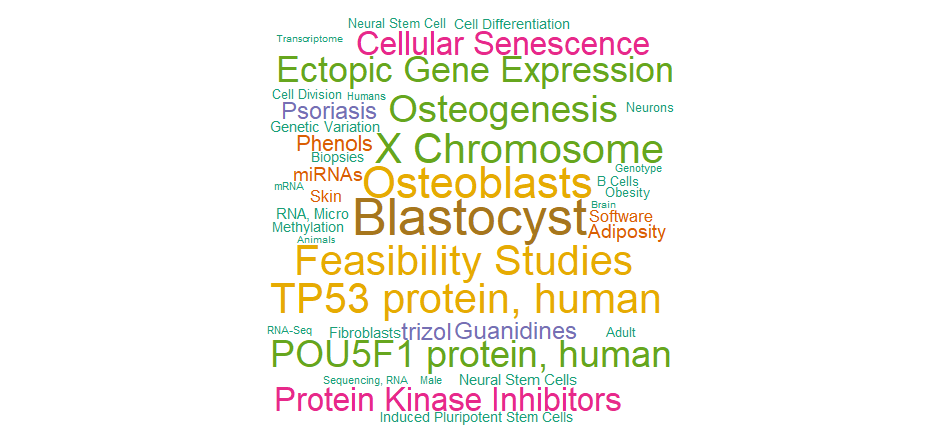 Neural Stem Cell Cell Differentiation
Transcriptome Cellular Senescence
Ectopic Gene Expression
Cell Division Humans
Psoriasis Osteogenesis Neurons
Genetic Variation
Phenols X Chromosome
Biopsies
miRNAs Osteoblasts Genotype
mRNA B Cells
Skin Obesity
RNA, Micro Blastocyst Brain
Software
Methylation Adiposity
Animals
Feasibility Studies
TP53 protein, human
RNA-Seq Fibroblasts trizol Guanidines Adult
POU5F1 protein, human
Sequencing, RNA Male Neural Stem Cells
Protein Kinase Inhibitors
Induced Pluripotent Stem Cells